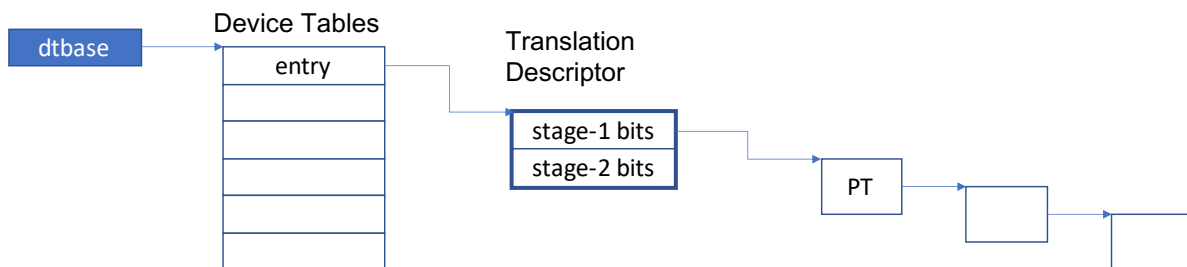 Device Tables
dtbase
entry
Translation
Descriptor
stage-1 bits
stage-2 bits
PT